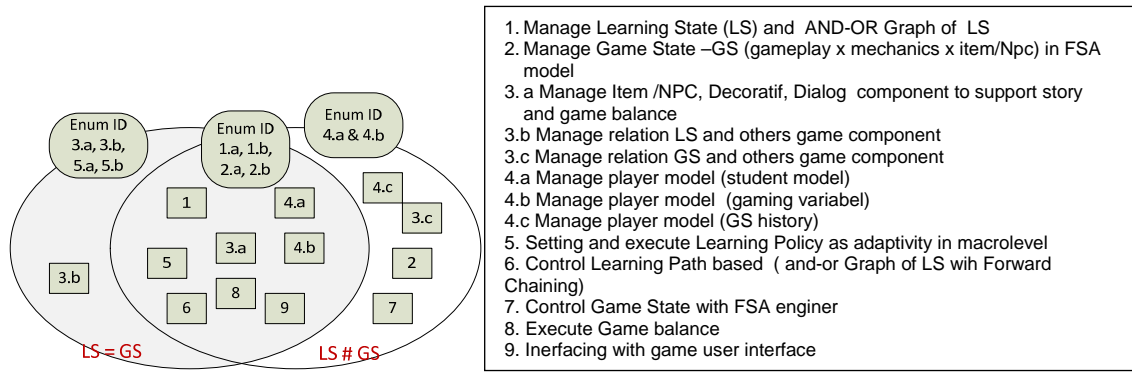 Enum ID
3.a, 3.b,
5.a, 5.b
Enum ID
1.a, 1.b,
2.a, 2.b
Enum ID
4.a & 4.b
1
4.a
4.c
3.c
3.a
4.b
5
2
3.b
8
6
9
7
LS = GS
LS # GS
1. Manage Learning State (LS) and AND-OR Graph of LS
2. Manage Game State –GS (gameplay x mechanics x item/Npc) in FSA
model
3. a Manage Item /NPC, Decoratif, Dialog component to support story
and game balance
3.b Manage relation LS and others game component
3.c Manage relation GS and others game component
4.a Manage player model (student model)
4.b Manage player model (gaming variabel)
4.c Manage player model (GS history)
5. Setting and execute Learning Policy as adaptivity in macrolevel
6. Control Learning Path based ( and-or Graph of LS wih Forward
Chaining)
7. Control Game State with FSA enginer
8. Execute Game balance
9. Inerfacing with game user interface